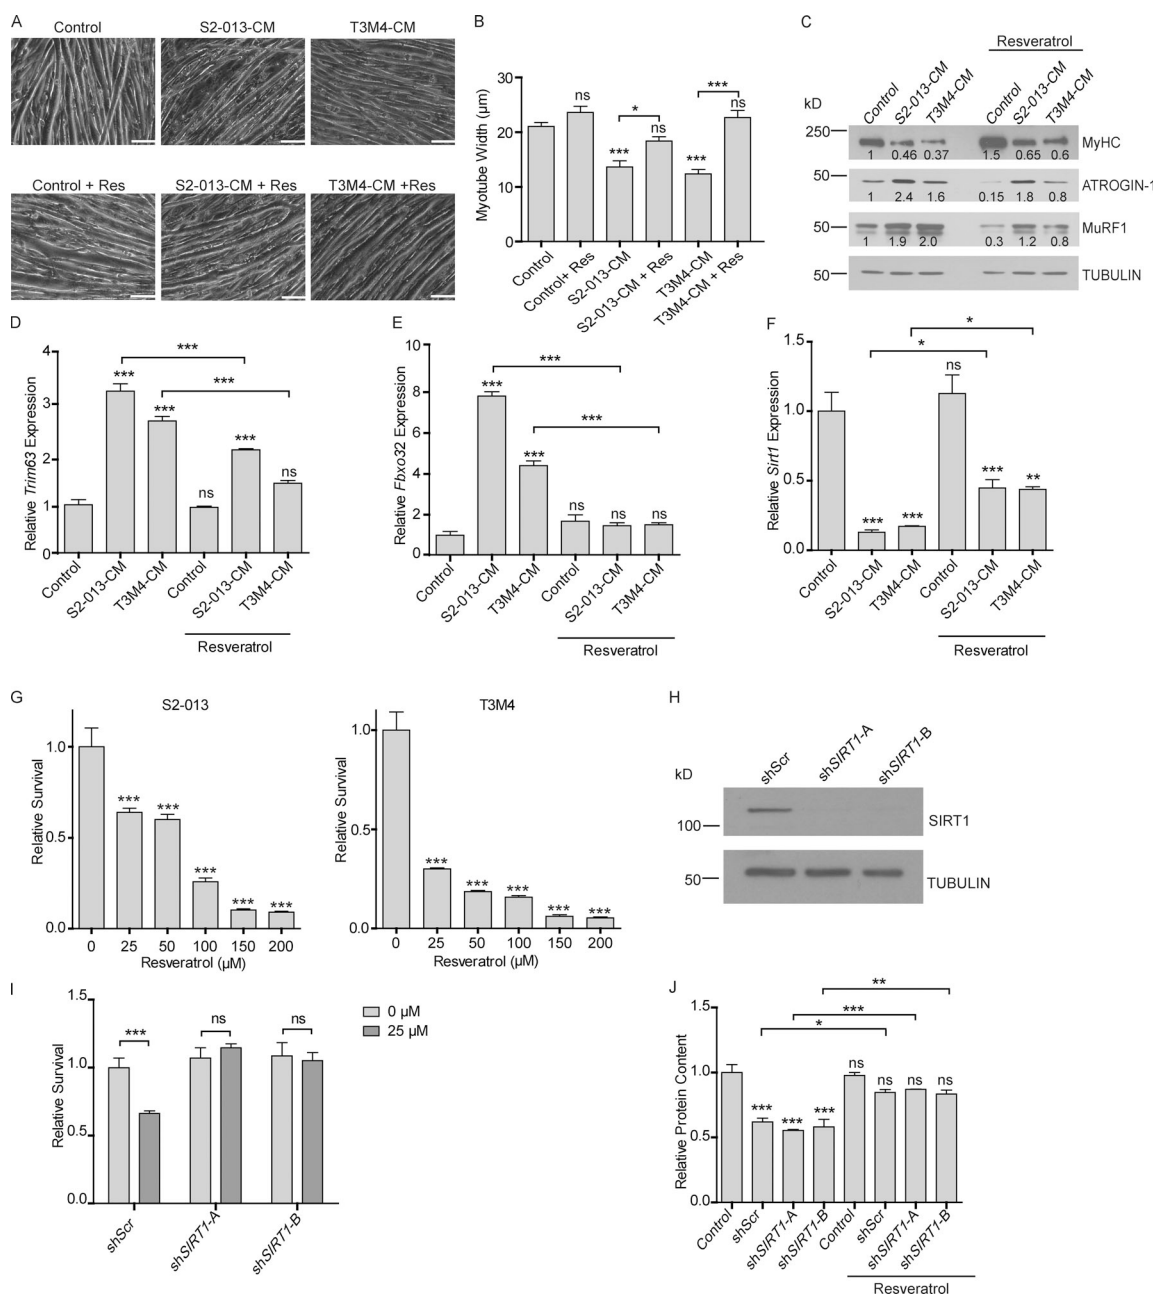 A
Control
S2-013-CM
T3M4-CM
Control + Res
S2-013-CM + Res
T3M4-CM +Res
B
Myotube Width (μm)
30
20
10
0
ns
***
*
ns
***
***
ns
Control
Control+ Res
S2-013-CM
S2-013-CM + Res
T3M4-CM
T3M4-CM + Res
C
Resveratrol
kD
Control
S2-013-CM
T3M4-CM
Control
S2-013-CM
T3M4-CM
250
MyHC
1 0.46 0.37 1.5 0.65 0.6
50
ATROGIN-1
1 2.4 1.6 0.15 1.8 0.8
50
MuRF1
1 1.9 2.0 0.3 1.2 0.8
50
TUBULIN
D
Relative Trim63 Expression
4
3
2
1
0
***
***
***
***
ns
***
ns
Control
S2-013-CM
T3M4-CM
Control
S2-013-CM
T3M4-CM
Resveratrol
E
Relative Fbxo32 Expression
10
8
6
4
2
0
***
***
***
***
ns
ns
ns
Control
S2-013-CM
T3M4-CM
Control
S2-013-CM
T3M4-CM
Resveratrol
F
Relative Sirt1 Expression
1.5
1.0
0.5
0.0
*
*
***
***
ns
***
**
Control
S2-013-CM
T3M4-CM
Control
S2-013-CM
T3M4-CM
Resveratrol
G
S2-013
Relative Survival
1.0
0.5
0.0
***
***
***
***
***
0 25 50 100 150 200
Resveratrol (μM)
T3M4
Relative Survival
1.0
0.5
0.0
***
***
***
***
***
0 25 50 100 150 200
Resveratrol (μM)
H
kD
shScr
shSIRT1-A
shSIRT1-B
100
SIRT1
50
TUBULIN
I
Relative Survival
1.5
1.0
0.5
0.0
***
ns
ns
0 μM
25 μM
shScr
shSIRT1-A
shSIRT1-B
J
Relative Protein Content
1.5
1.0
0.5
0.0
**
***
*
***
***
***
ns
ns
ns
ns
Control
shScr
shSIRT1-A
shSIRT1-B
Control
shScr
shSIRT1-A
shSIRT1-B
Resveratrol